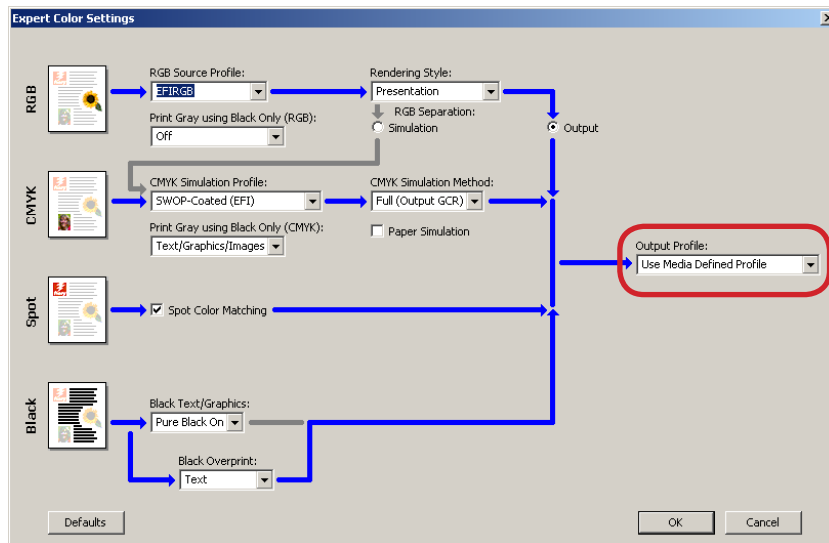 Expert Color Settings
RGB
RGB Source Profile:
EFIRGB
Rendering Style:
Presentation
Print Gray using Black Only (RGB):
Off
RGB Separation:
Simulation
Output
CMYK
CMYK Simulation Profile:
SWOP-Coated (EFI)
CMYK Simulation Method:
Full (Output GCR)
Print Gray using Black Only (CMYK):
Text/Graphics/Images
Paper Simulation
Output Profile:
Use Media Defined Profile
Spot
Spot Color Matching
Black
Black Text/Graphics:
Pure Black On
Black Overprint:
Text
Defaults
OK
Cancel